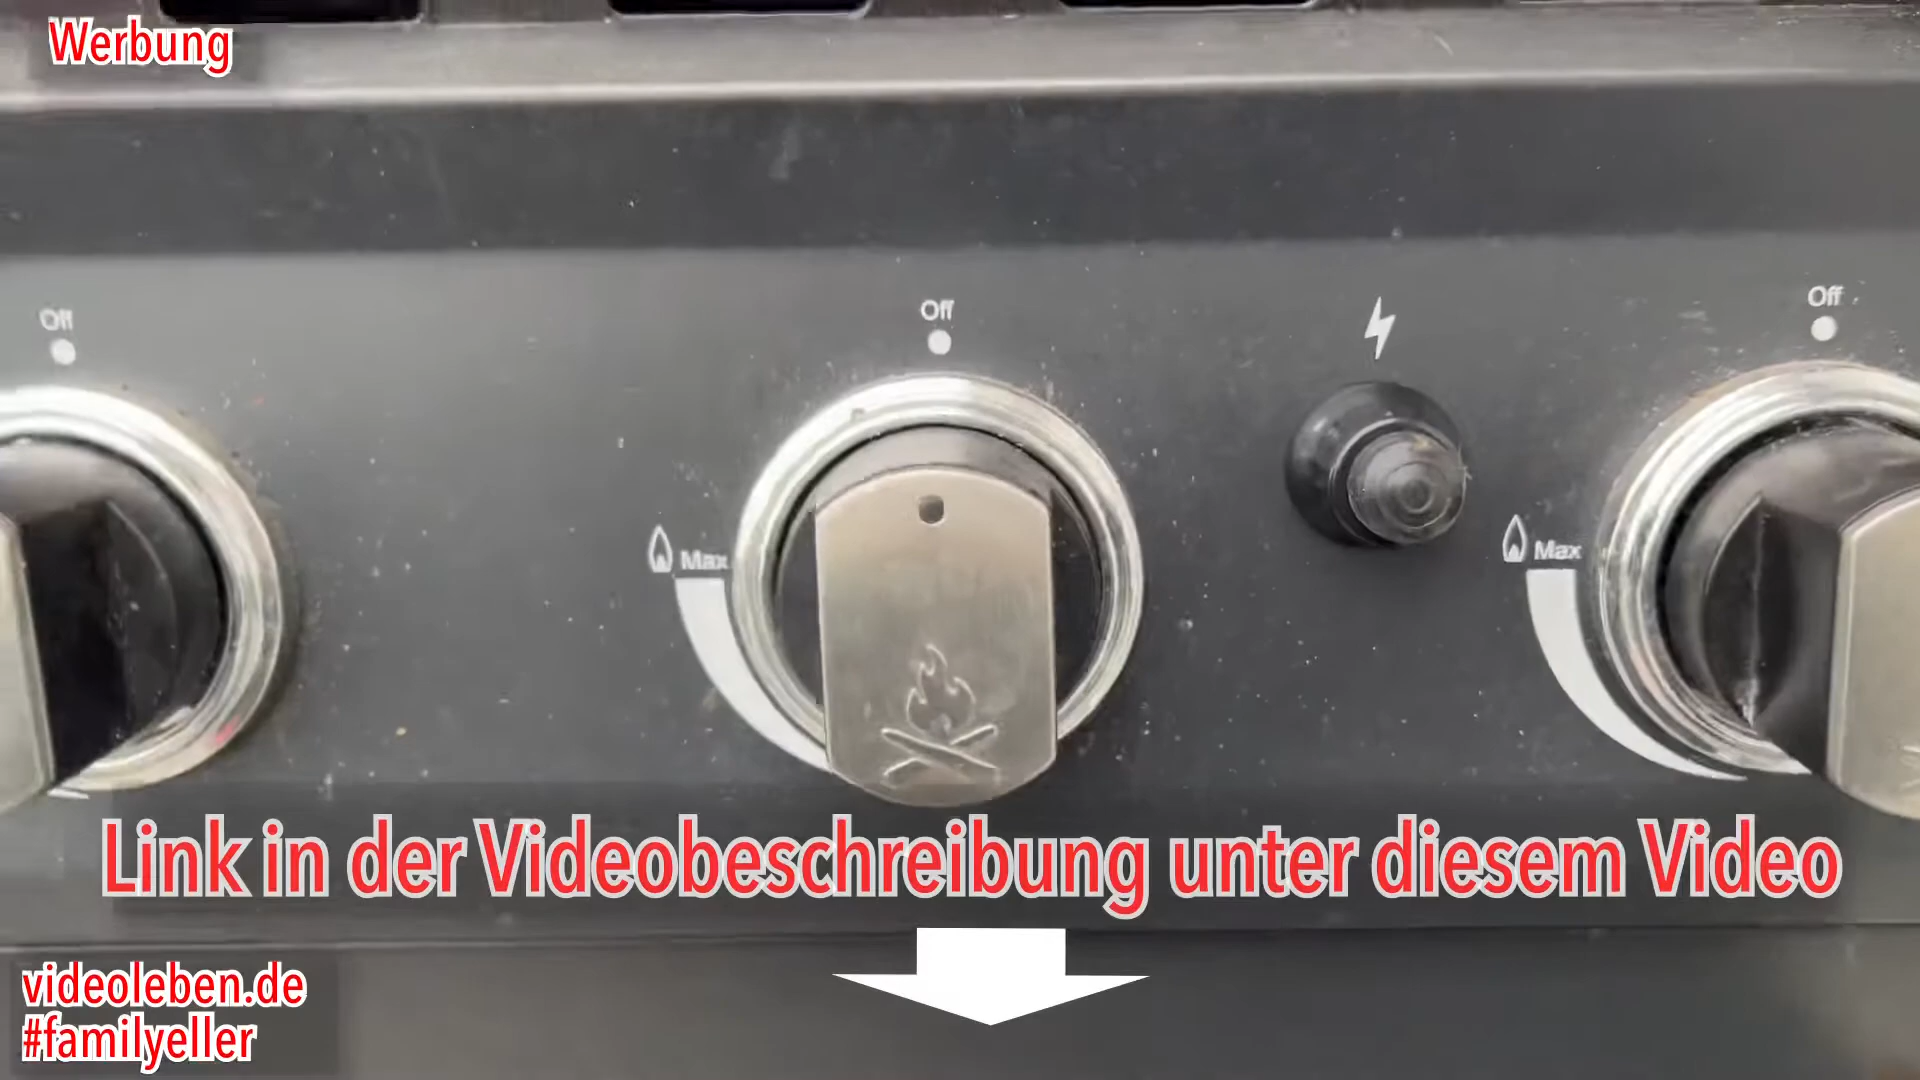 Werbung
Off
Off
Off
Max
Max
Link in der Videobeschreibung unter diesem Video
videoleben.de
#familyeller